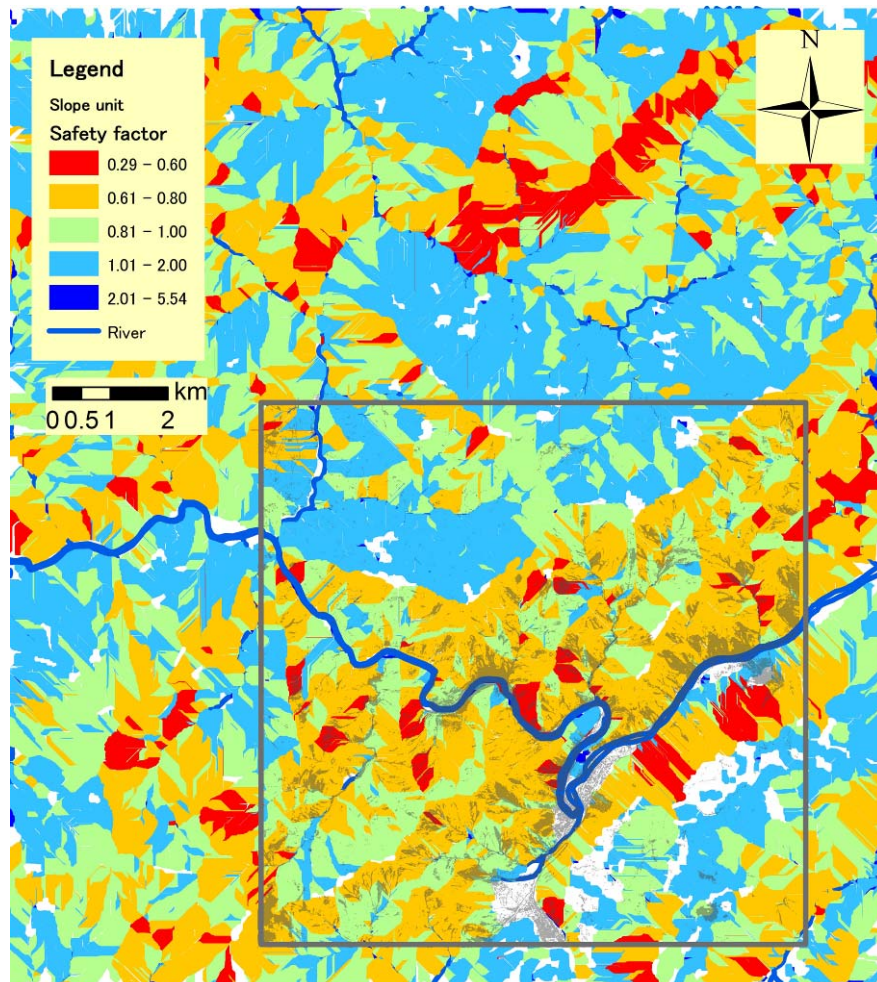 N
Legend
Slope unit
Safety factor
0.29 - 0.60
0.61 - 0.80
0.81 - 1.00
1.01 - 2.00
2.01 - 5.54
River
km
0 0.5 1 2